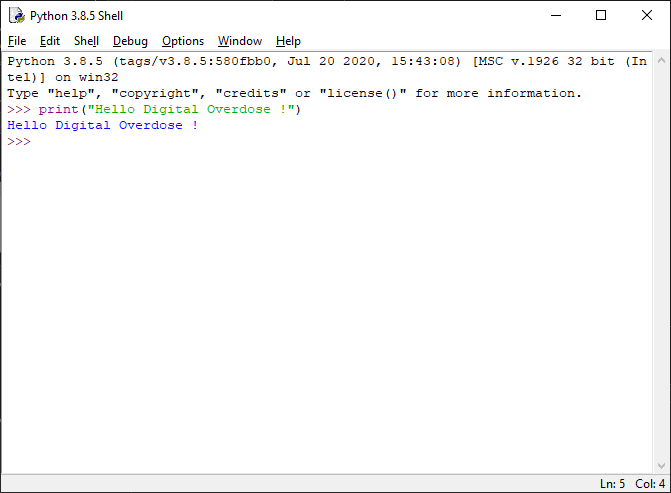 Python 3.8.5 Shell
File Edit Shell Debug Options Window Help
Python 3.8.5 (tags/v3.8.5:580fbb0, Jul 20 2020, 15:43:08) [MSC v.1926 32 bit (In
tel)] on win32
Type "help", "copyright", "credits" or "license()" for more information.
>>> print("Hello Digital Overdose !")
Hello Digital Overdose !
>>>
Ln: 5 Col: 4